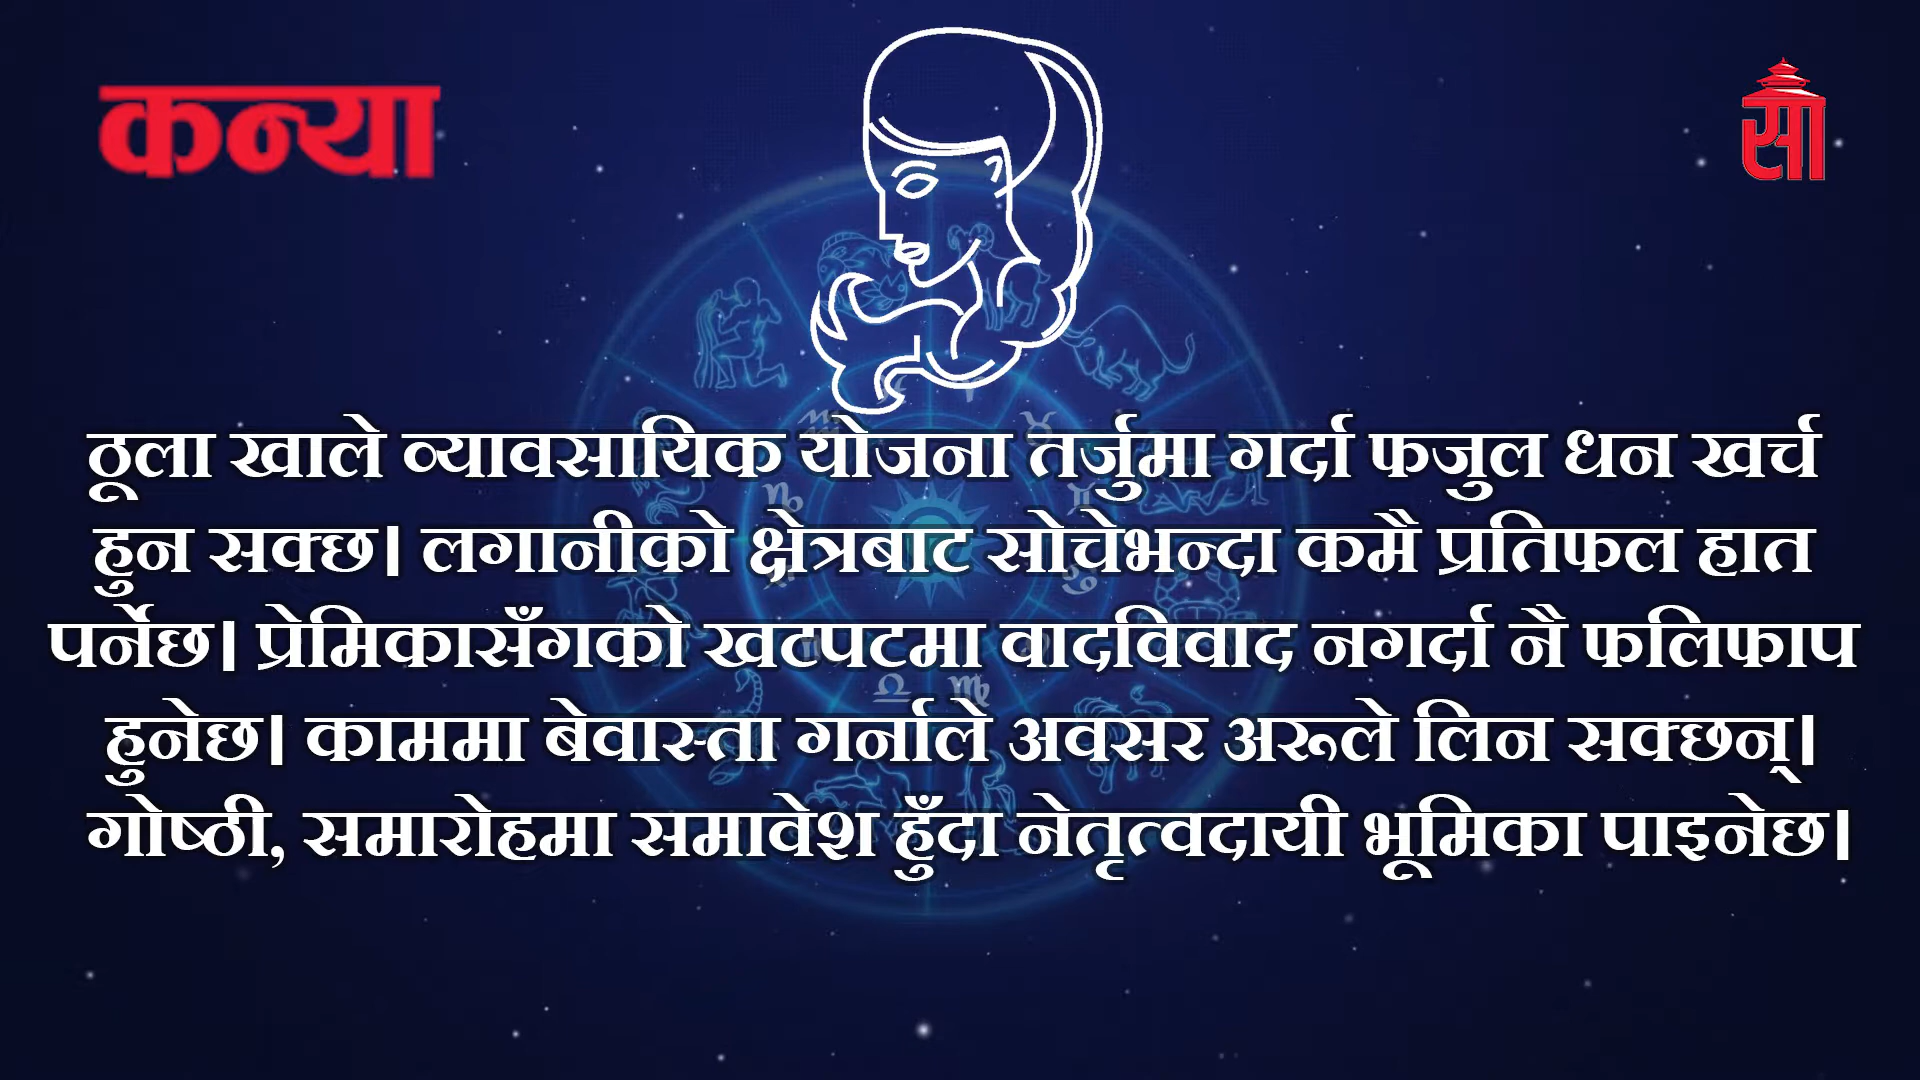 कन्या
साँ
ठूला खाले व्यावसायिक योजना तर्जुमा गर्दा फजुल धन खर्च
हुन सक्छ। लगानीको क्षेत्रबाट सोचेभन्दा कमै प्रतिफल हात
पर्नेछ। प्रेमिकासँगको खटपटमा वादविवाद नगर्दा नै फलिफाप
हुनेछ। काममा बेवास्ता गर्नाले अवसर अरूले लिन सक्छन्।
गोष्ठी, समारोहमा समावेश हुँदा नेतृत्वदायी भूमिका पाइनेछ।